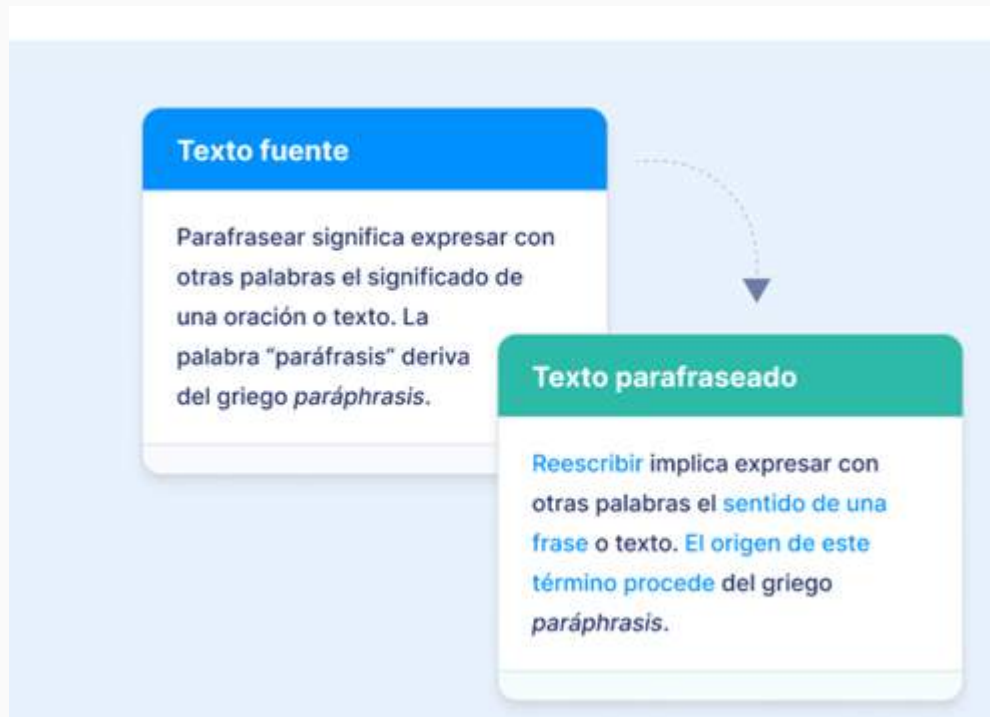 Texto fuente
Parafrasear significa expresar con
otras palabras el significado de
una oración o texto. La
palabra “paráfrasis” deriva
del griego paráphrasis.
Texto parafraseado
Reescribir implica expresar con
otras palabras el sentido de una
frase o texto. El origen de este
término procede del griego
paráphrasis.